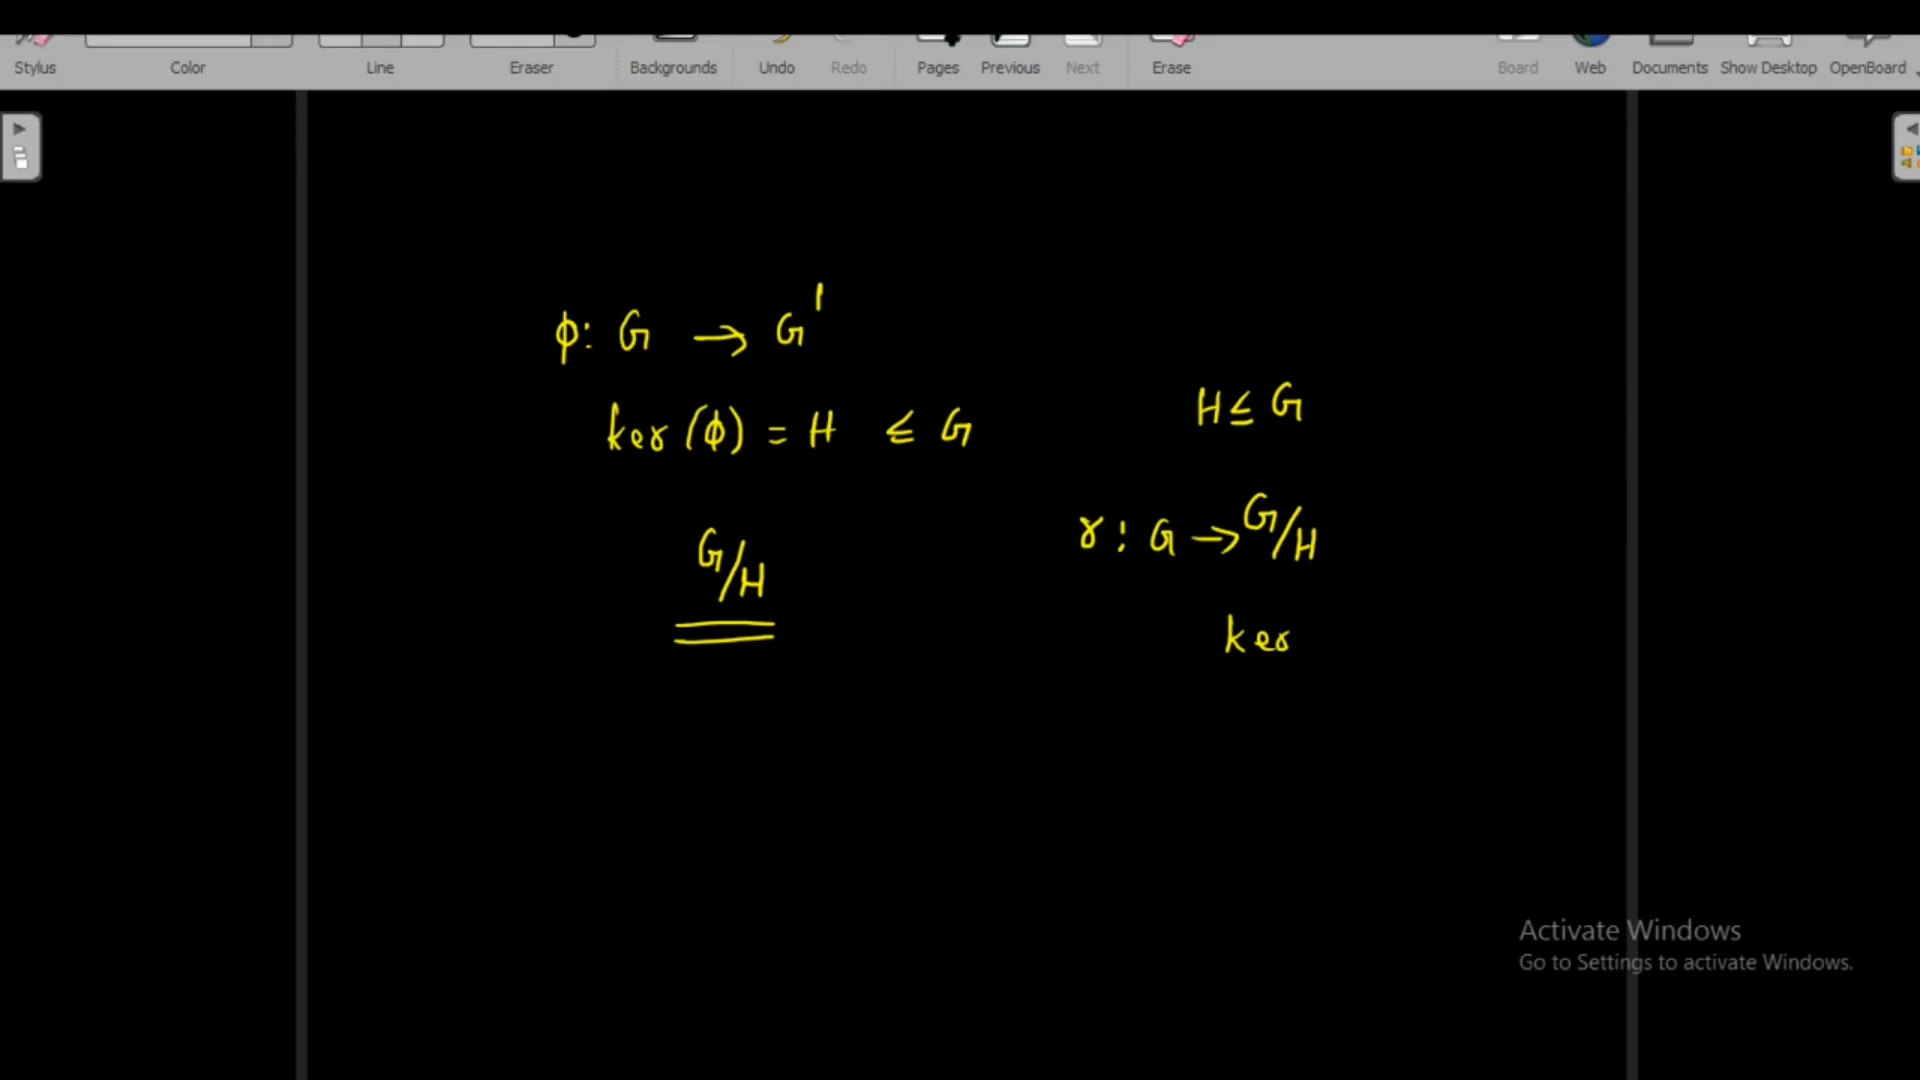 Stylus Color Line Eraser Backgrounds Undo Redo Pages Previous Next Erase Board Web Documents Show Desktop OpenBoard
ϕ: G → G'
ker (ϕ) = H ≤ G
G/H
H ≤ G
γ : G → G/H
ker
Activate Windows
Go to Settings to activate Windows.